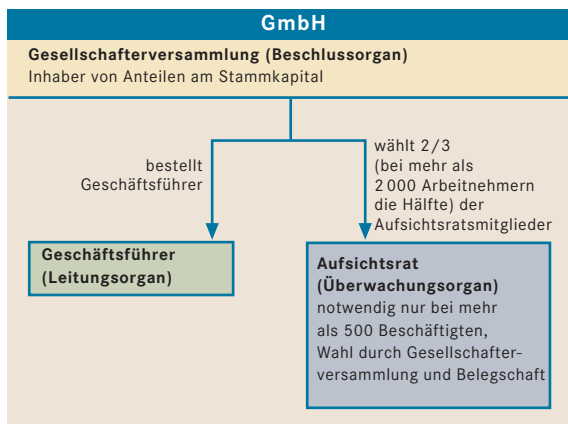 GmbH
Gesellschafterversammlung (Beschlussorgan)
Inhaber von Anteilen am Stammkapital
bestellt
Geschäftsführer
wählt 2/3
(bei mehr als
2 000 Arbeitnehmern
die Hälfte) der
Aufsichtsratsmitglieder
Geschäftsführer
(Leitungsorgan)
Aufsichtsrat
(Überwachungsorgan)
notwendig nur bei mehr
als 500 Beschäftigten,
Wahl durch Gesellschafter-
versammlung und Belegschaft